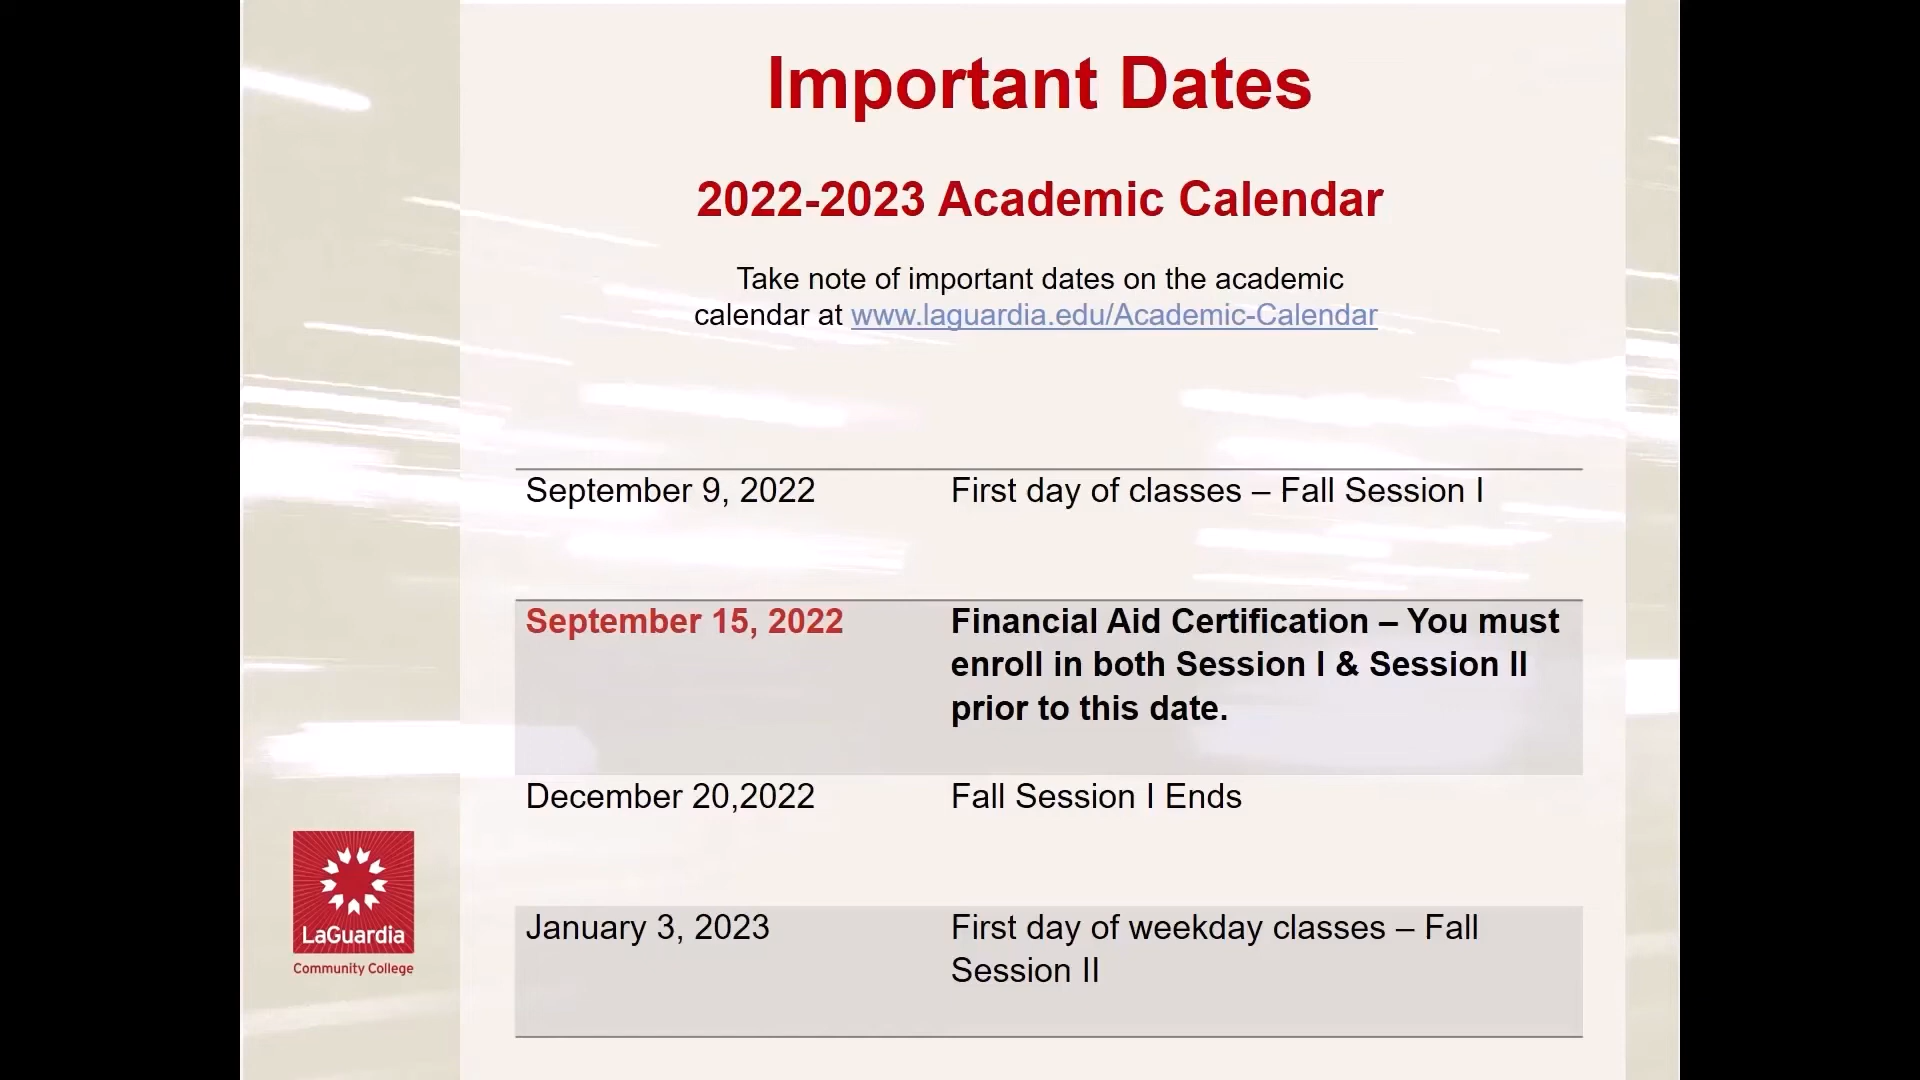 Important Dates
2022-2023 Academic Calendar
Take note of important dates on the academic
calendar at www.laguardia.edu/Academic-Calendar
September 9, 2022 First day of classes – Fall Session I
September 15, 2022 Financial Aid Certification – You must
enroll in both Session I & Session II
prior to this date.
December 20,2022 Fall Session I Ends
January 3, 2023 First day of weekday classes – Fall
Session II
LaGuardia
Community College